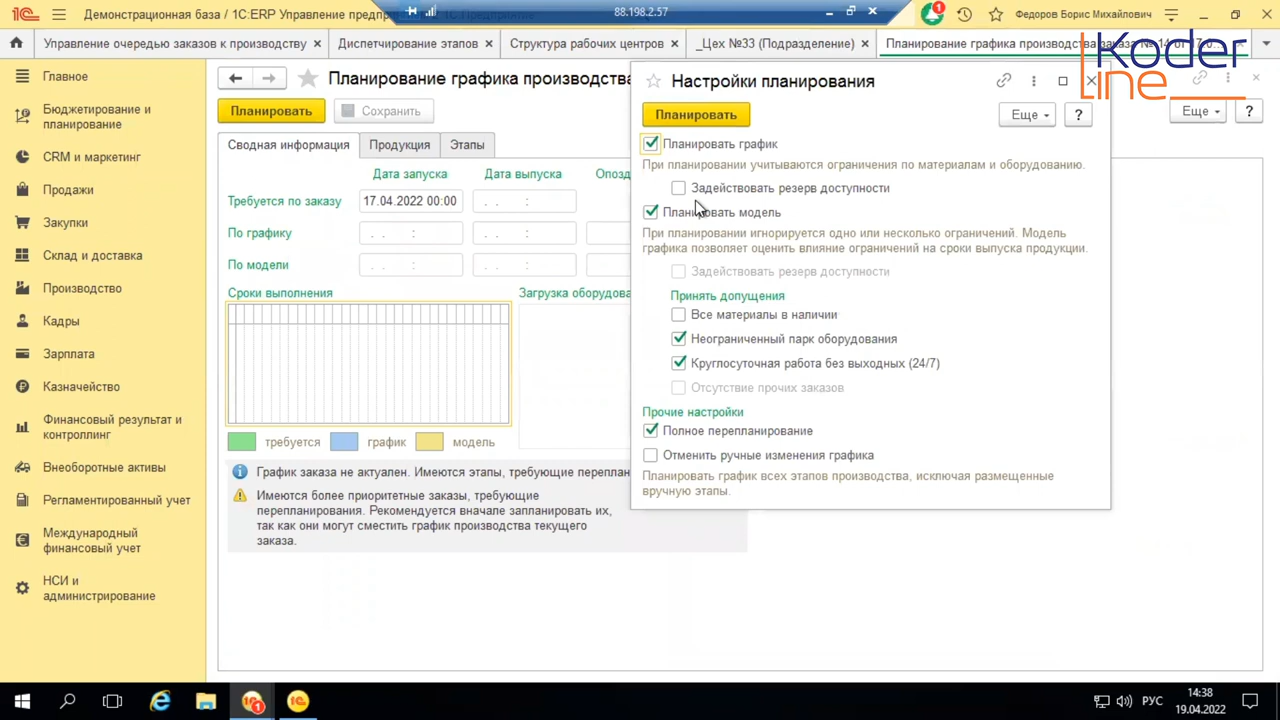 Демонстрационная база / 1С:ERP Управление предпр
1С:Предприятие
88.198.2.57
1
Федоров Борис Михайлович
Управление очередью заказов к производству ×
Диспетчирование этапов ×
Структура рабочих центров ×
_Цех №33 (Подразделение) ×
Планирование графика производства заказа № 14 от 17.0
Koder
line
Главное
Бюджетирование и
планирование
CRM и маркетинг
Продажи
Закупки
Склад и доставка
Производство
Кадры
Зарплата
Казначейство
Финансовый результат и
контроллинг
Внеоборотные активы
Регламентированный учет
Международный
финансовый учет
НСИ и
администрирование
Планирование графика производства
Планировать
Сохранить
Еще
?
Сводная информация
Продукция
Этапы
Дата запуска
Дата выпуска
Опозд
Требуется по заказу
17.04.2022 00:00
. . :
По графику
. . :
. . :
По модели
. . :
. . :
Сроки выполнения
Загрузка оборудова
требуется
график
модель
График заказа не актуален. Имеются этапы, требующие переплан
Имеются более приоритетные заказы, требующие
перепланирования. Рекомендуется вначале запланировать их,
так как они могут сместить график производства текущего
заказа.
Настройки планирования
Планировать
Еще
?
Планировать график
При планировании учитываются ограничения по материалам и оборудованию.
Задействовать резерв доступности
Планировать модель
При планировании игнорируется одно или несколько ограничений. Модель
графика позволяет оценить влияние ограничений на сроки выпуска продукции.
Задействовать резерв доступности
Принять допущения
Все материалы в наличии
Неограниченный парк оборудования
Круглосуточная работа без выходных (24/7)
Отсутствие прочих заказов
Прочие настройки
Полное перепланирование
Отменить ручные изменения графика
Планировать график всех этапов производства, исключая размещенные
вручную этапы.
РУС
14:38
19.04.2022